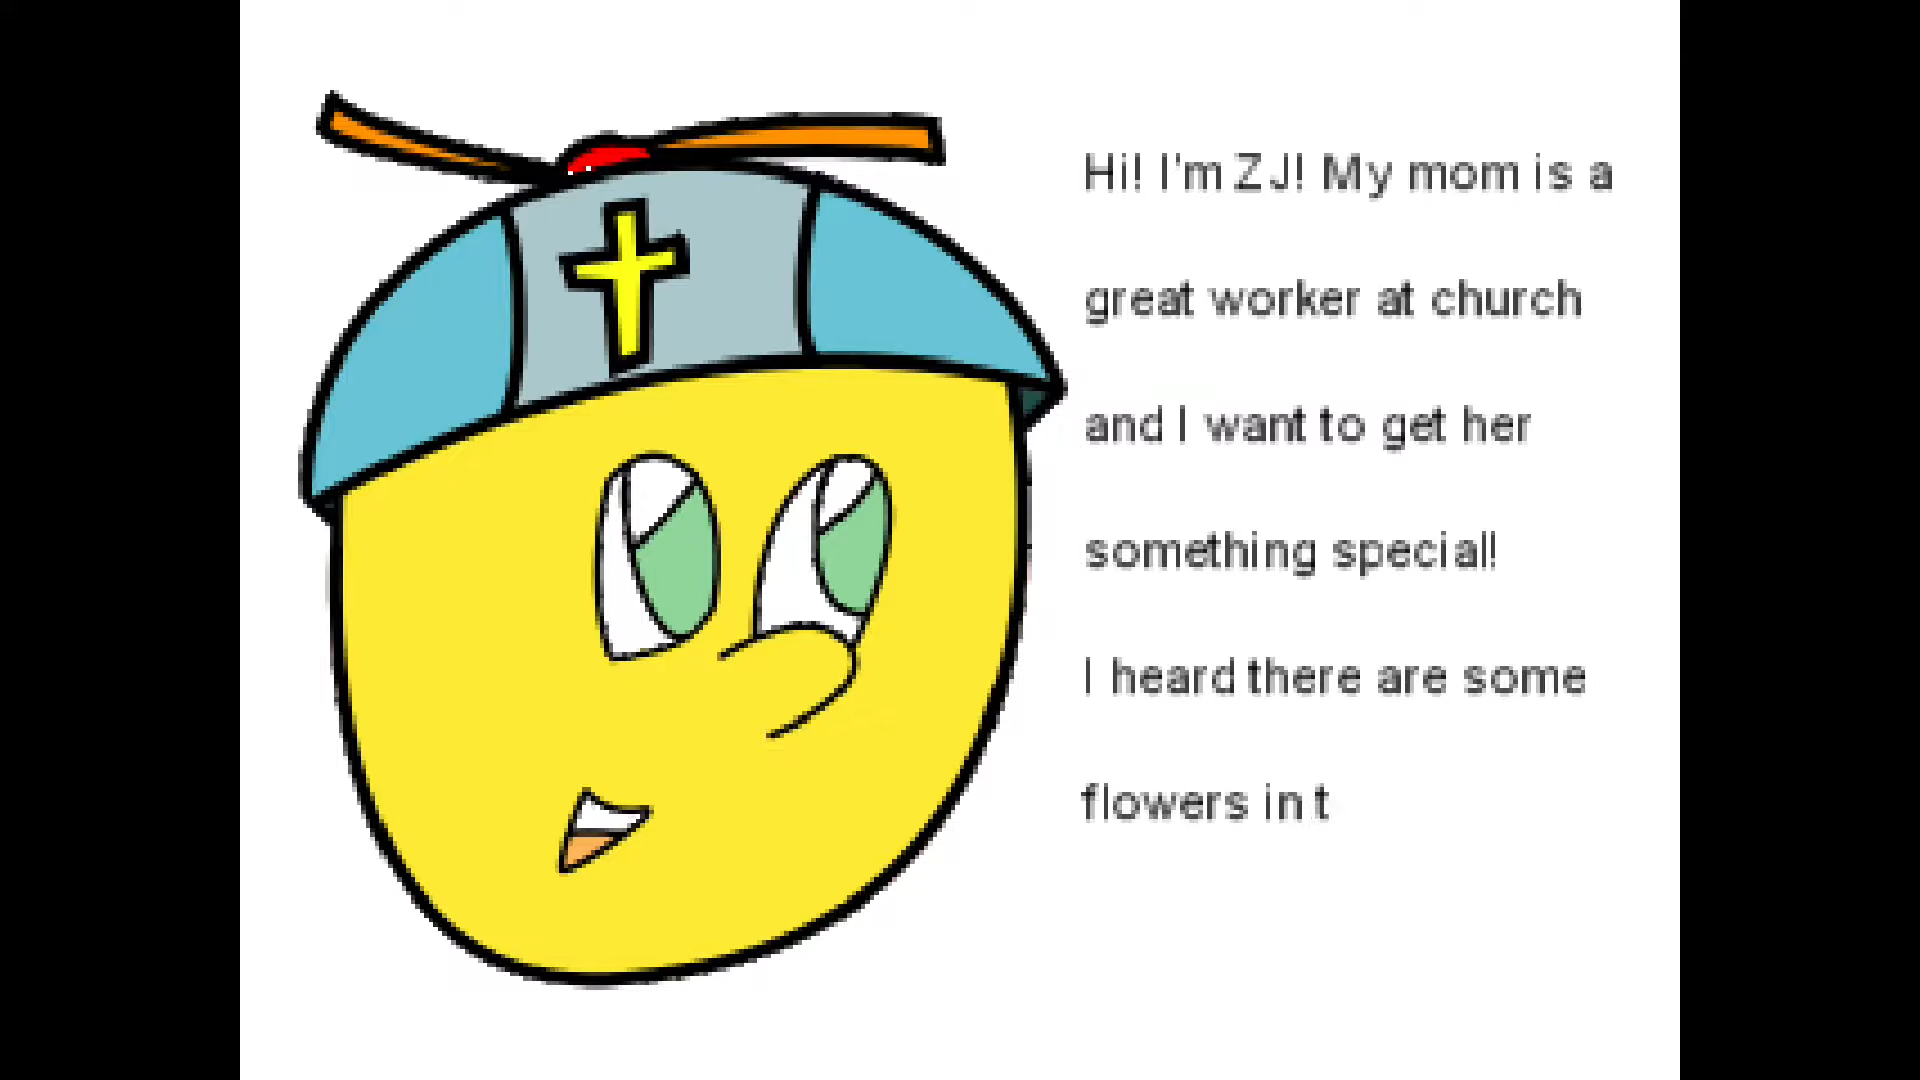 Hi! I'm ZJ! My mom is a
great worker at church
and I want to get her
something special!
I heard there are some
flowers in t